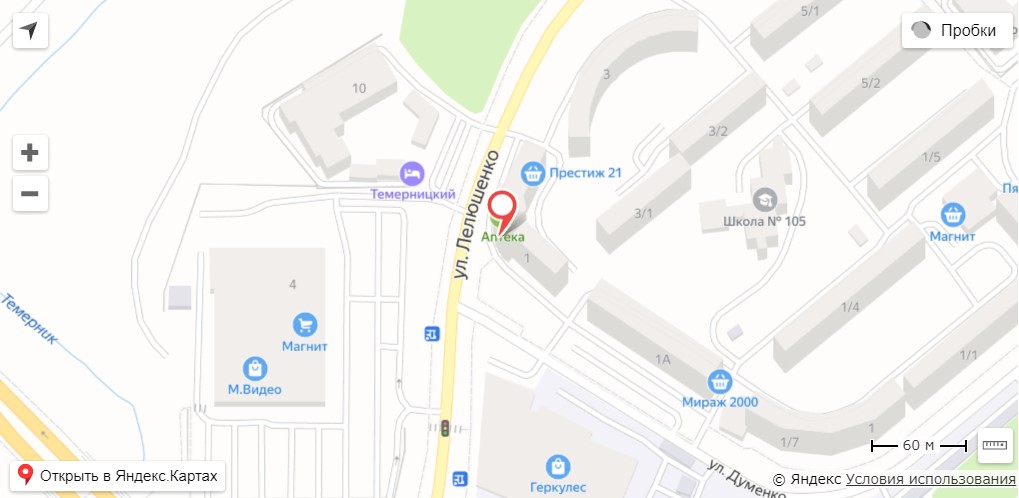 Пробки
10
3
5/2
3/2
1/5
Престиж 21
Темерницкий
ул. Лелюшенко
3/1
Школа № 105
Пя
Аптека
Магнит
1
4
Темерник
1/4
Магнит
1А
1/1
М.Видео
Мираж 2000
1
1/7
60 м
ул. Думенко
Геркулес
Открыть в Яндекс.Картах
© Яндекс Условия использования